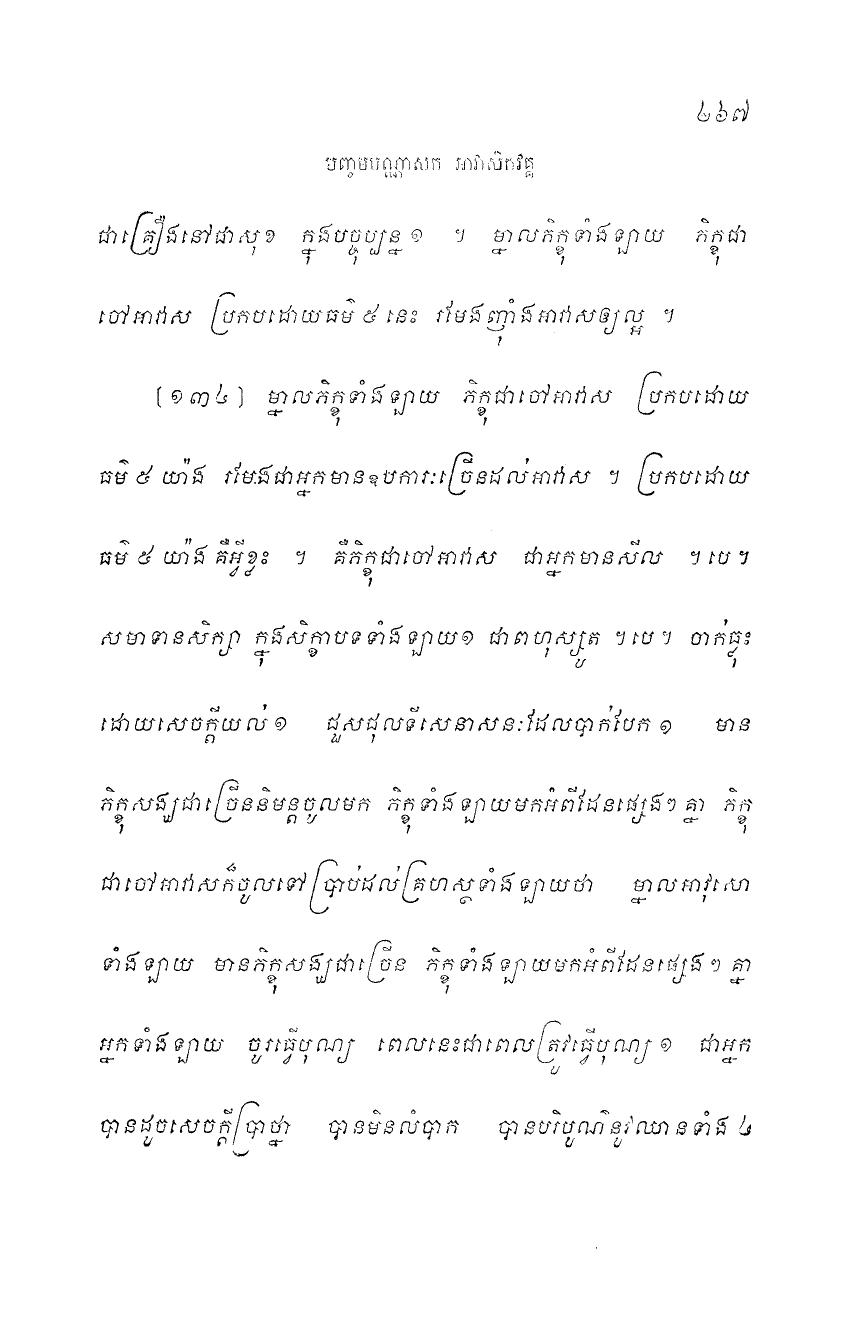 ២៦៧
បញ្ចមបណ្ណាសក អាវាសិកវគ្គ
ជាគ្រឿងនៅជាសុខ ក្នុងបច្ចុប្បន្ន ១ ។ ម្នាលភិក្ខុទាំងឡាយ ភិក្ខុជា
ចៅអាវាស ប្រកបដោយធម៌ ៥ នេះ រមែងញ៉ាំងអាវាសឲ្យល្អ ។
[១៣៤] ម្នាលភិក្ខុទាំងឡាយ ភិក្ខុជាចៅអាវាស ប្រកបដោយ
ធម៌ ៥ យ៉ាង រមែងជាអ្នកមានឧបការៈច្រើនដល់អាវាស ។ ប្រកបដោយ
ធម៌ ៥ យ៉ាង គឺអ្វីខ្លះ ។ គឺភិក្ខុជាចៅអាវាស ជាអ្នកមានសីល ។ បេ ។
សមាទានសិក្សា ក្នុងសិក្ខាបទទាំងឡាយ ១ ជាពហុស្សូត ។ បេ ។ ចាក់ធ្លុះ
ដោយសេចក្តីយល់ ១ ជួសជុលទីសេនាសនៈដែលបាក់បែក ១ មាន
ភិក្ខុសង្ឃជាច្រើននិមន្តចូលមក ភិក្ខុទាំងឡាយមកអំពីដែនផ្សេងៗ គ្នា ភិក្ខុ
ជាចៅអាវាសក៏ចូលទៅប្រាប់ដល់គ្រហស្ថទាំងឡាយថា ម្នាលអាវុសោ
ទាំងឡាយ មានភិក្ខុសង្ឃជាច្រើន ភិក្ខុទាំងឡាយមកអំពីដែនផ្សេងៗ គ្នា
អ្នកទាំងឡាយ ចូរធ្វើបុណ្យ ពេលនេះជាពេលត្រូវធ្វើបុណ្យ ១ ជាអ្នក
បានដូចសេចក្តីប្រាថ្នា បានមិនលំបាក បានបរិបូណ៌នូវឈានទាំង ៤